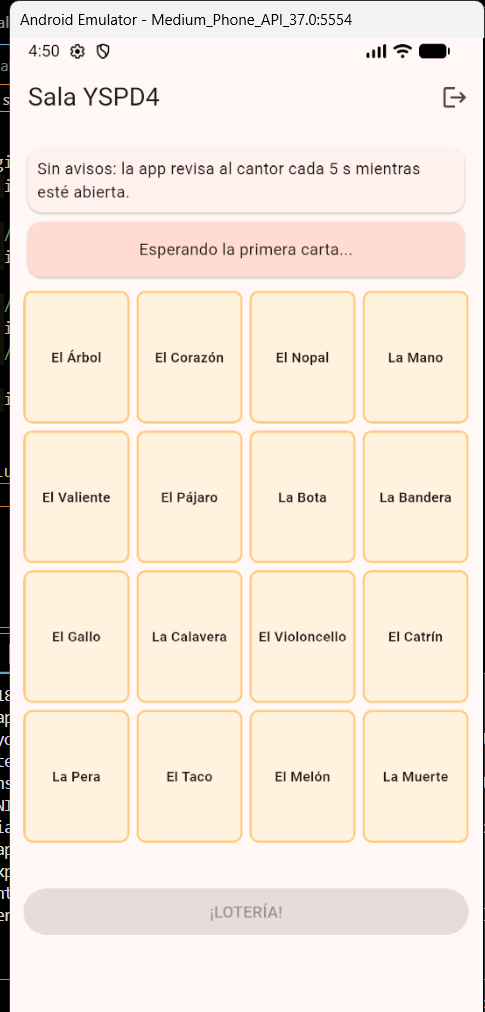 Android Emulator - Medium_Phone_API_37.0:5554
4:50
Sala YSPD4
Sin avisos: la app revisa al cantor cada 5 s mientras
esté abierta.
Esperando la primera carta...
El Árbol
El Corazón
El Nopal
La Mano
El Valiente
El Pájaro
La Bota
La Bandera
El Gallo
La Calavera
El Violoncello
El Catrín
La Pera
El Taco
El Melón
La Muerte
¡LOTERÍA!